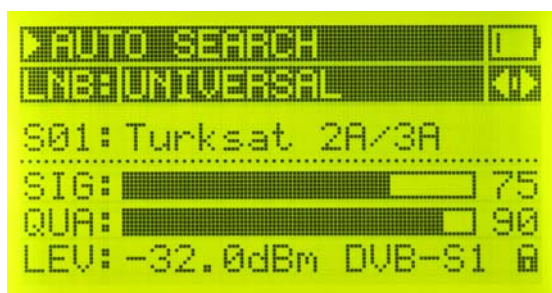 AUTO SEARCH
LNB: UNIVERSAL
S01: Turksat 2A/3A
SIG: 75
QUA: 90
LEV: -32.0dBm DVB-S1